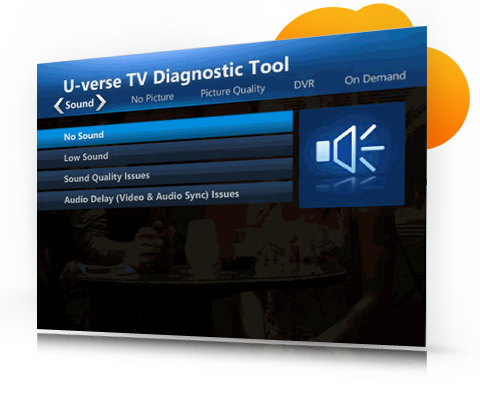 U-verse TV Diagnostic Tool
Sound No Picture Picture Quality DVR On Demand
No Sound
Low Sound
Sound Quality Issues
Audio Delay (Video & Audio Sync) Issues